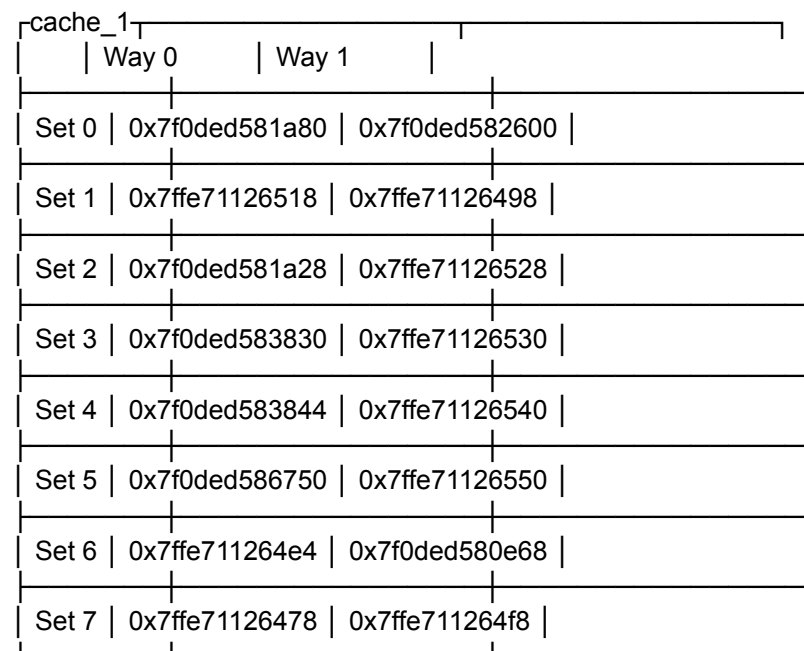 ┌cache_1┬──────────────────┬──────────────────┐
│ │ Way 0 │ Way 1 │
├────────┼──────────────────┼──────────────────
│ Set 0 │ 0x7f0ded581a80 │ 0x7f0ded582600 │
├────────┼──────────────────┼──────────────────
│ Set 1 │ 0x7ffe71126518 │ 0x7ffe71126498 │
├────────┼──────────────────┼──────────────────
│ Set 2 │ 0x7f0ded581a28 │ 0x7ffe71126528 │
├────────┼──────────────────┼──────────────────
│ Set 3 │ 0x7f0ded583830 │ 0x7ffe71126530 │
├────────┼──────────────────┼──────────────────
│ Set 4 │ 0x7f0ded583844 │ 0x7ffe71126540 │
├────────┼──────────────────┼──────────────────
│ Set 5 │ 0x7f0ded586750 │ 0x7ffe71126550 │
├────────┼──────────────────┼──────────────────
│ Set 6 │ 0x7ffe711264e4 │ 0x7f0ded580e68 │
├────────┼──────────────────┼──────────────────
│ Set 7 │ 0x7ffe71126478 │ 0x7ffe711264f8 │